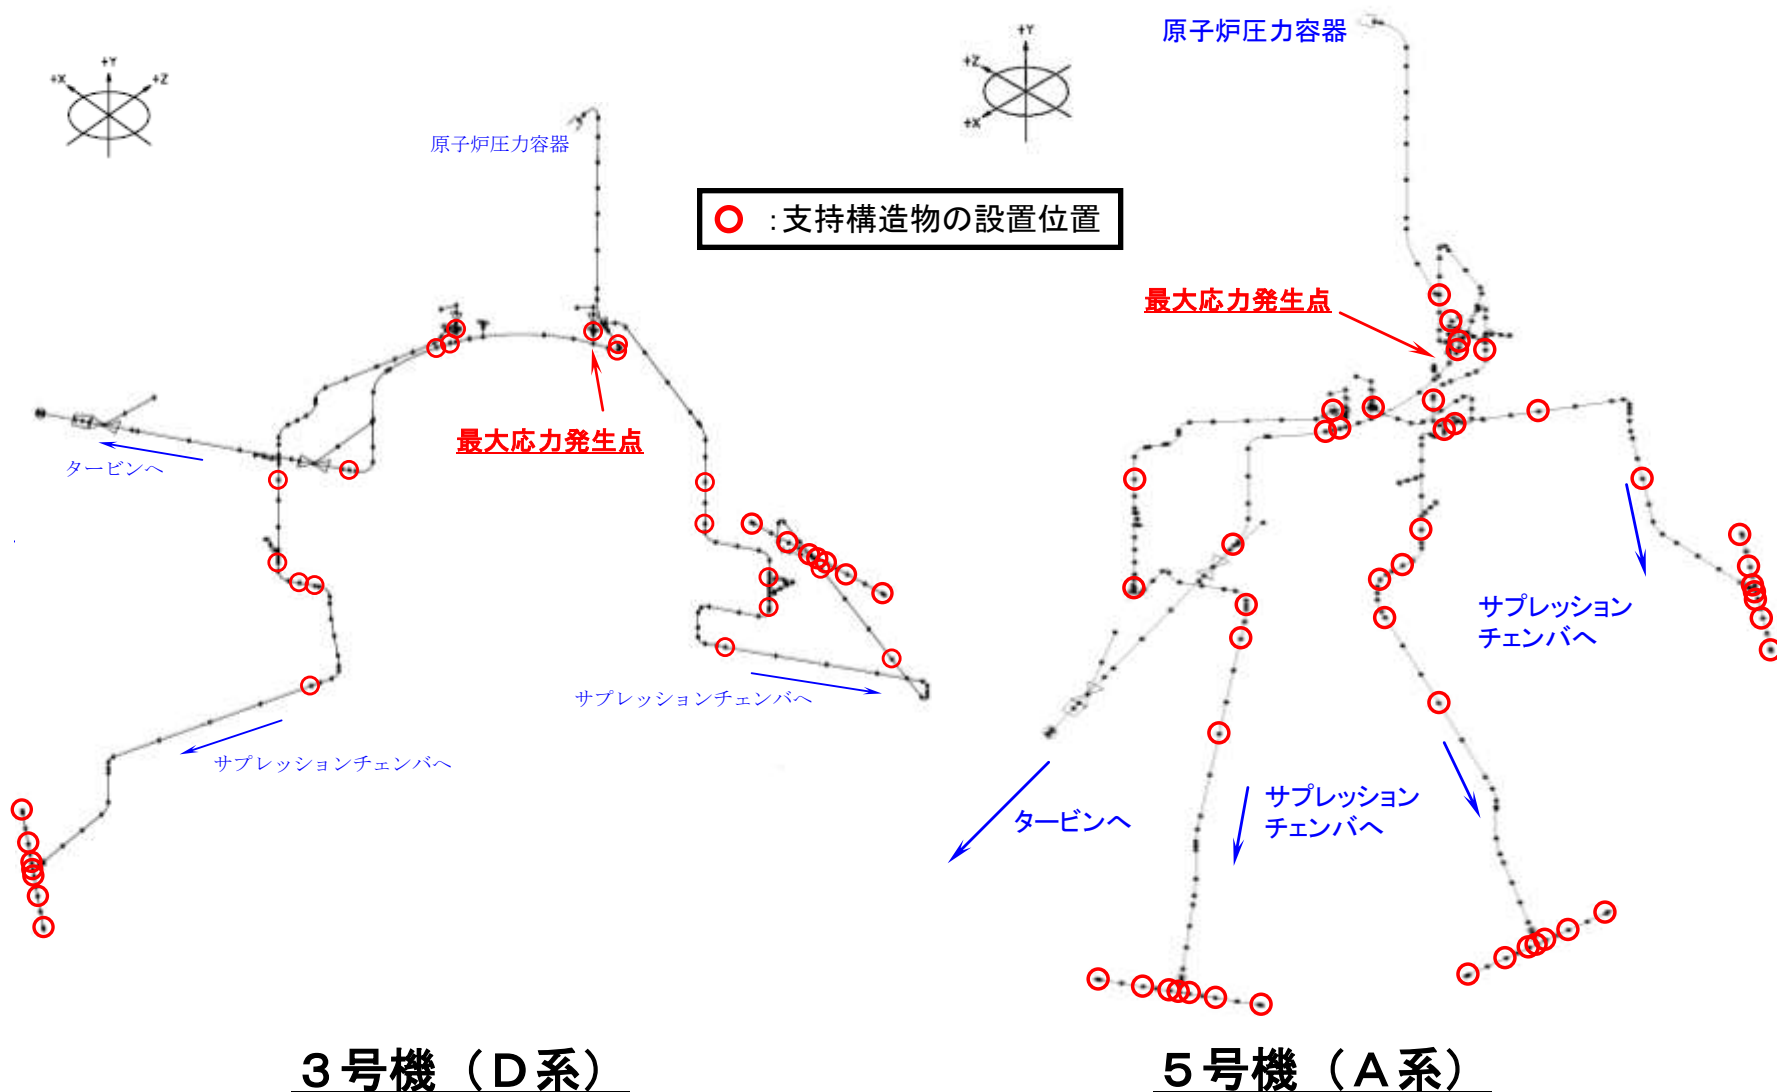 +Y
+X
+Z
原子炉圧力容器
最大応力発生点
タービンへ
サプレッションチェンバへ
サプレッションチェンバへ
3号機（D系）
○ :支持構造物の設置位置
原子炉圧力容器
+Y
+Z
+X
最大応力発生点
サプレッション
チェンバへ
サプレッション
チェンバへ
タービンへ
5号機（A系）